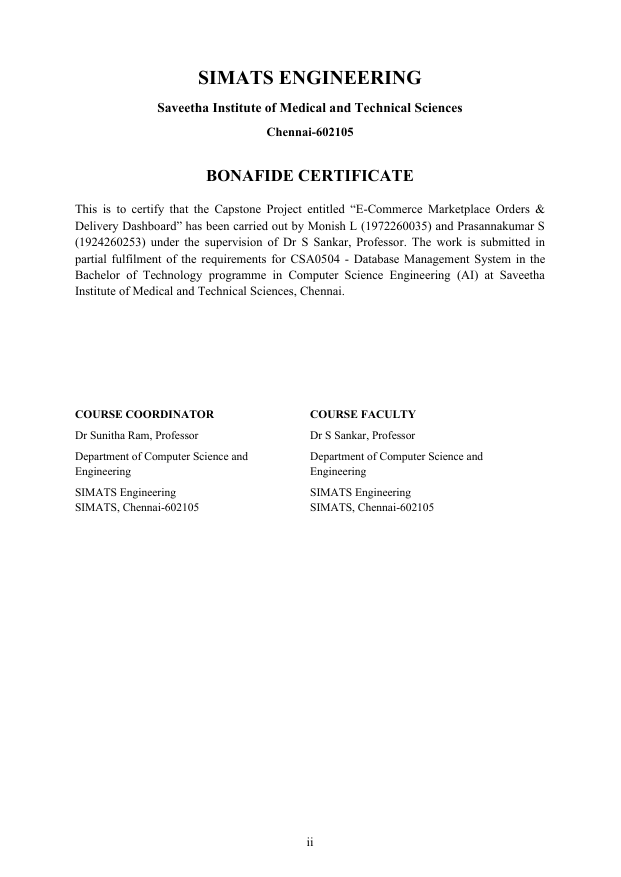 SIMATS ENGINEERING
Saveetha Institute of Medical and Technical Sciences
Chennai-602105
BONAFIDE CERTIFICATE
This is to certify that the Capstone Project entitled “E-Commerce Marketplace Orders &
Delivery Dashboard” has been carried out by Monish L (1972260035) and Prasannakumar S
(1924260253) under the supervision of Dr S Sankar, Professor. The work is submitted in
partial fulfilment of the requirements for CSA0504 - Database Management System in the
Bachelor of Technology programme in Computer Science Engineering (AI) at Saveetha
Institute of Medical and Technical Sciences, Chennai.
COURSE COORDINATOR
Dr Sunitha Ram, Professor
Department of Computer Science and
Engineering
SIMATS Engineering
SIMATS, Chennai-602105
COURSE FACULTY
Dr S Sankar, Professor
Department of Computer Science and
Engineering
SIMATS Engineering
SIMATS, Chennai-602105
ii